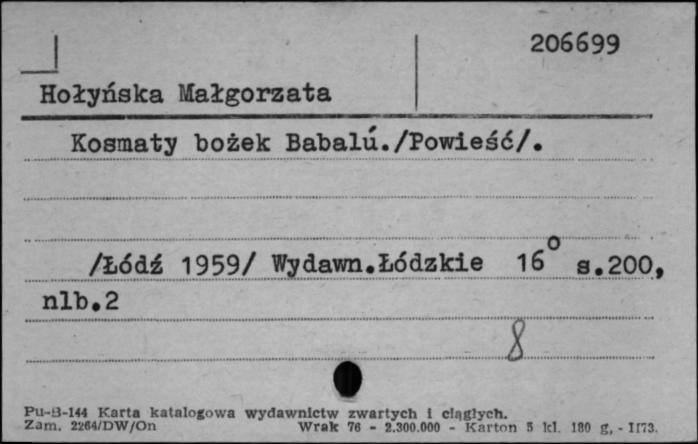 206699
Hołyńska Małgorzata
Kosmaty bożek Babalú./Powieść/.
/Łódź 1959/ Wydawn.Łódzkie 16° s.200,
nlb.2
8
Pu-B-144 Karta katalogowa wydawnictw zwartych i ciągłych.
Zam. 2264/DW/On Wrak 76 - 2.300.000 - Karton 5 kl. 180 g, - II73.